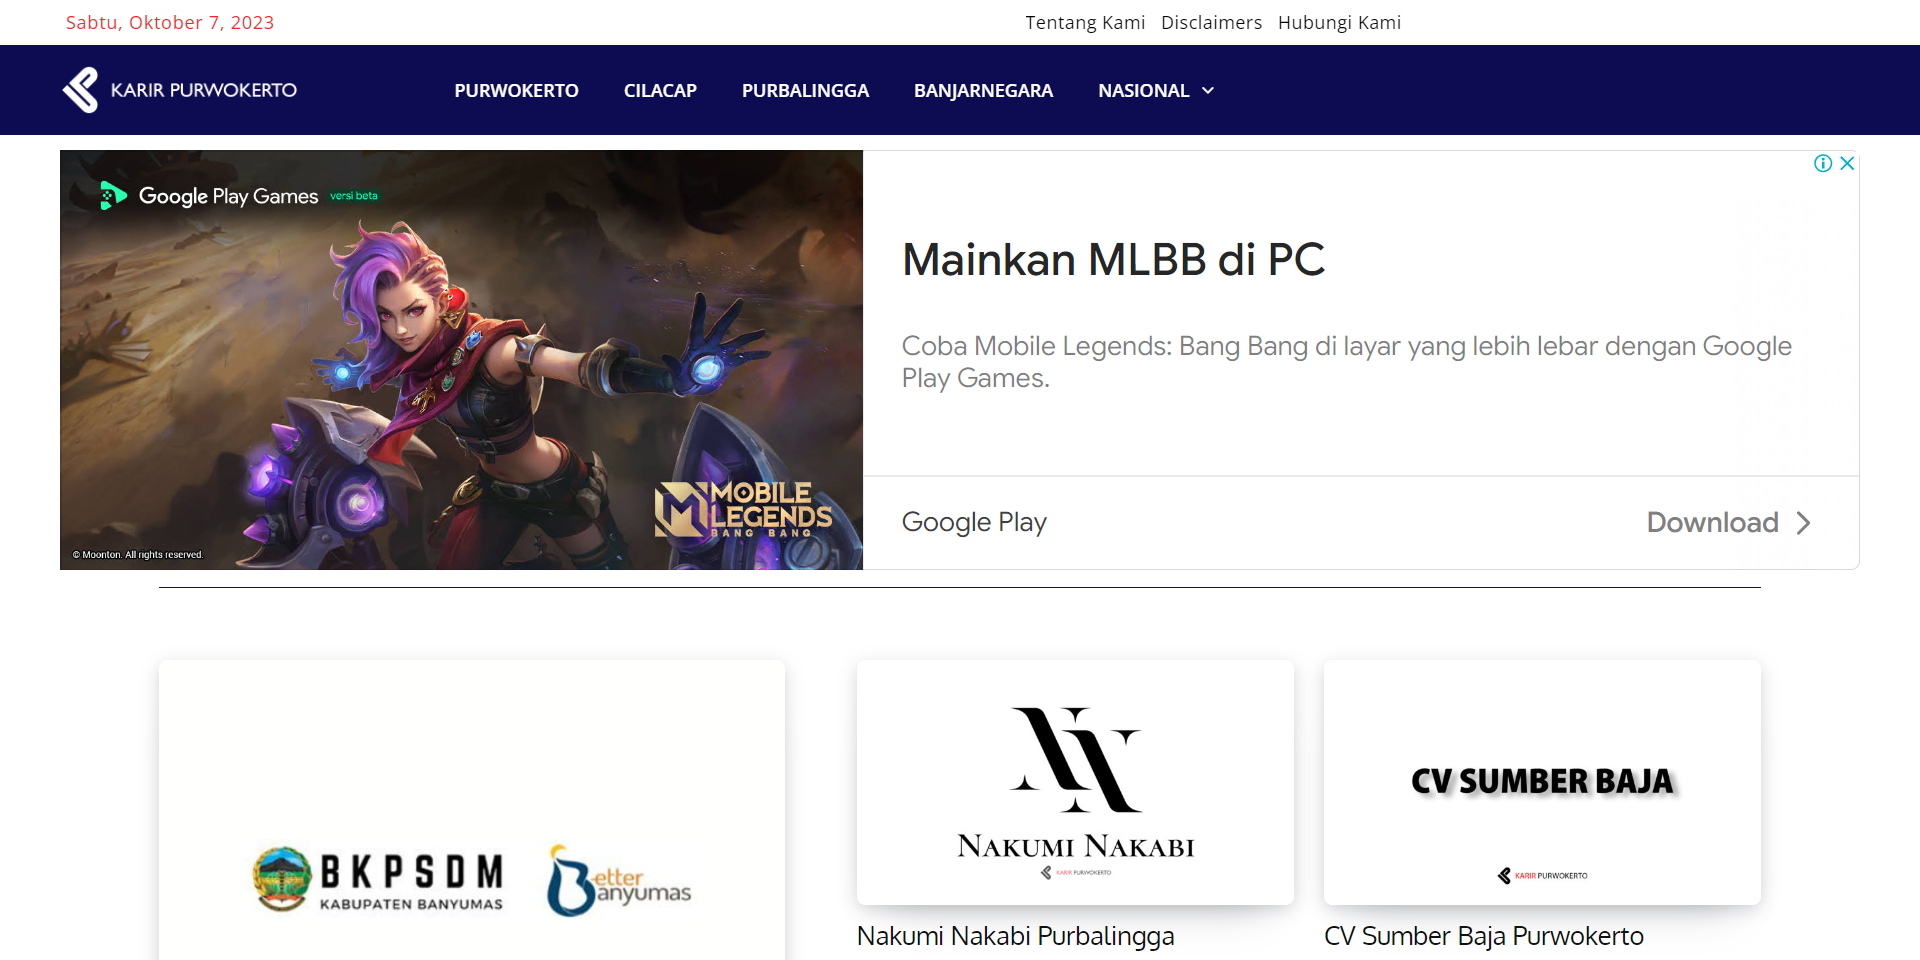 Sabtu, Oktober 7, 2023
Tentang Kami Disclaimers Hubungi Kami
KARIR PURWOKERTO
PURWOKERTO CILACAP PURBALINGGA BANJARNEGARA NASIONAL
Google Play Games versi beta
MOBILE
LEGENDS
BANG BANG
© Moonton. All rights reserved.
Mainkan MLBB di PC
Coba Mobile Legends: Bang Bang di layar yang lebih lebar dengan Google
Play Games.
Google Play
Download
BKPSDM
KABUPATEN BANYUMAS
Better
Banyumas
NAKUMI NAKABI
KARIR PURWOKERTO
Nakumi Nakabi Purbalingga
CV SUMBER BAJA
KARIR PURWOKERTO
CV Sumber Baja Purwokerto